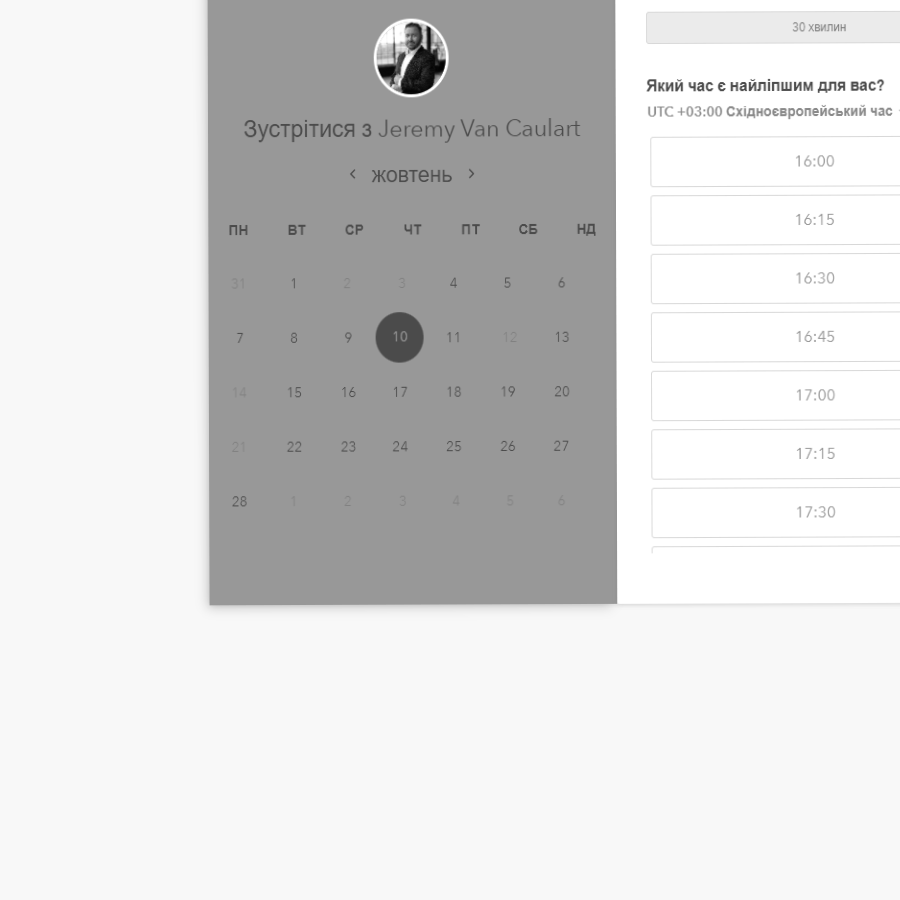 Зустрітися з Jeremy Van Caulart
жовтень
ПН ВТ СР ЧТ ПТ СБ НД
31 1 2 3 4 5 6
7 8 9 10 11 12 13
14 15 16 17 18 19 20
21 22 23 24 25 26 27
28 1 2 3 4 5 6
30 хвилин
Який час є найліпшим для вас?
UTC +03:00 Східноєвропейський час
16:00
16:15
16:30
16:45
17:00
17:15
17:30